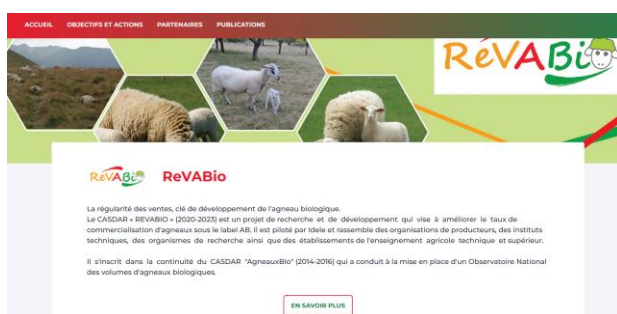 ACCUEIL OBJECTIFS ET ACTIONS PARTENAIRES PUBLICATIONS
RéVABio
RéVABio ReVABio
La régularité des ventes, clé de développement de l'agneau biologique.
Le CASDAR « REVABIO » (2020-2023) est un projet de recherche et de développement qui vise à améliorer le taux de
commercialisation d'agneaux sous le label AB. Il est piloté par Idele et rassemble des organisations de producteurs, des instituts
techniques, des organismes de recherche ainsi que des établissements de l'enseignement agricole technique et supérieur.
Il s'inscrit dans la continuité du CASDAR "AgneauxBio" (2014-2016) qui a conduit à la mise en place d'un Observatoire National
des volumes d'agneaux biologiques.
EN SAVOIR PLUS